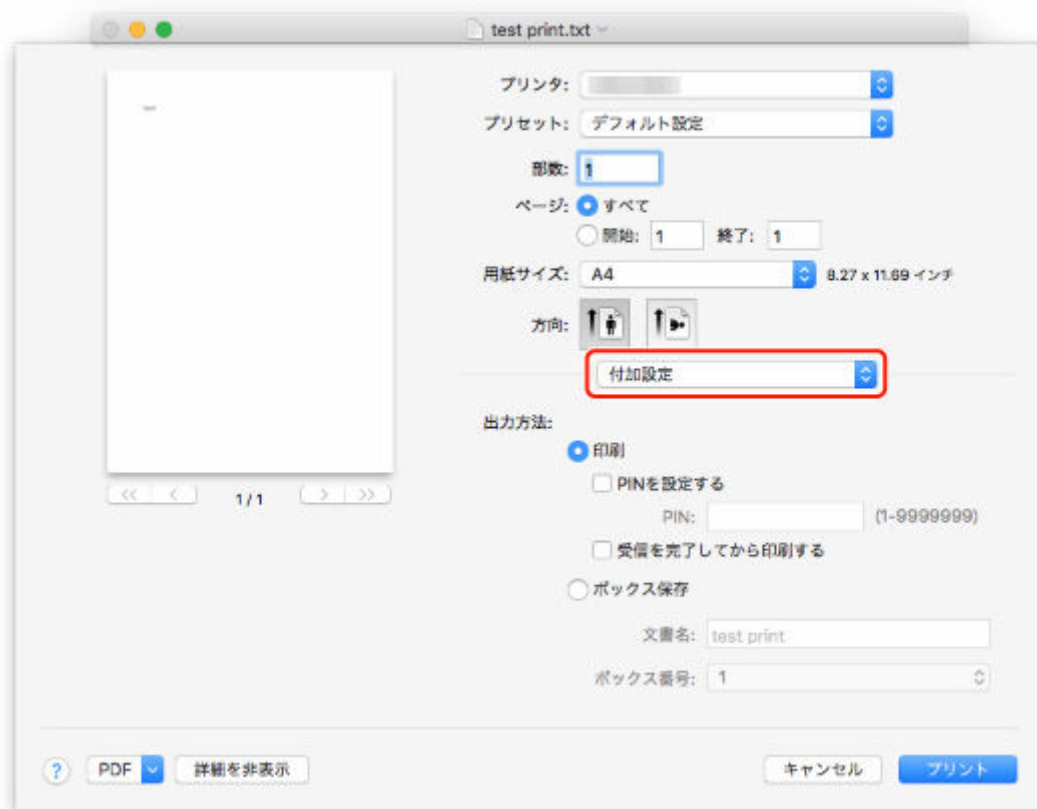 test print.txt
プリンタ:
プリセット: デフォルト設定
部数: 1
ページ: すべて
開始: 1 終了: 1
用紙サイズ: A4 8.27 x 11.69 インチ
方向:
付加設定
出力方法:
印刷
PINを設定する
PIN: (1-9999999)
受信を完了してから印刷する
ボックス保存
文書名: test print
ボックス番号: 1
<< < 1 / 1 > >>
? PDF 詳細を非表示 キャンセル プリント